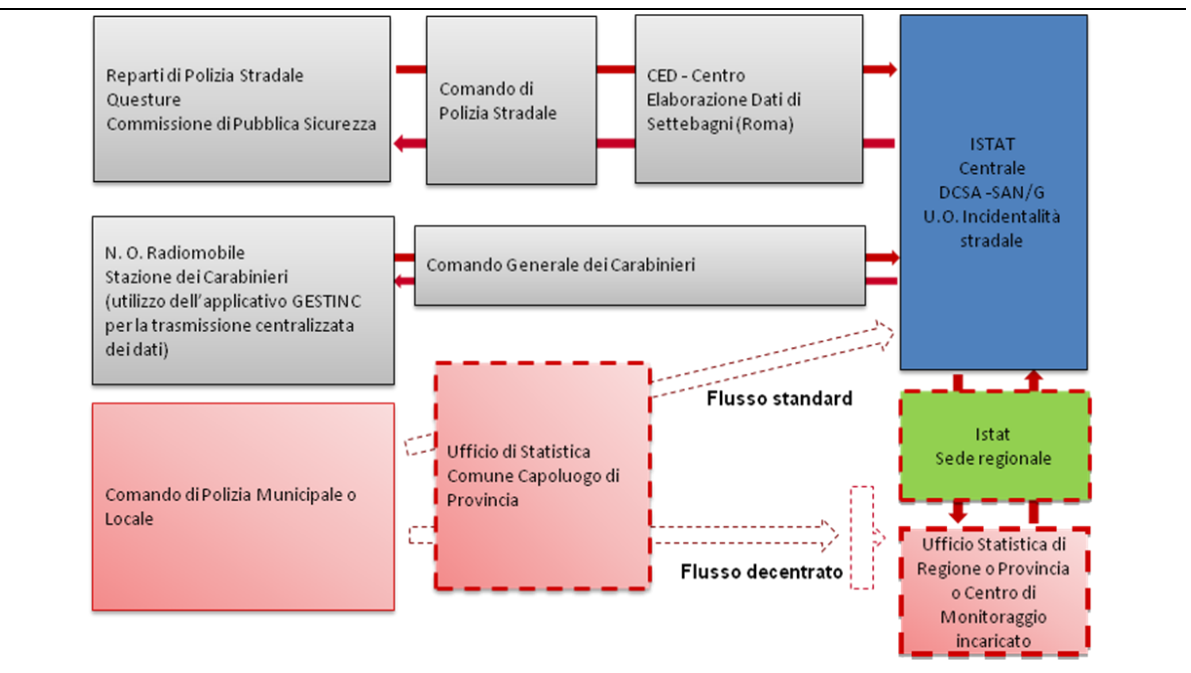 Reparti di Polizia Stradale
Questure
Commissione di Pubblica Sicurezza
Comando di
Polizia Stradale
CED - Centro
Elaborazione Dati di
Settebagni (Roma)
ISTAT
Centrale
DCSA -SAN/G
U.O. Incidentalità
stradale
N. O. Radiomobile
Stazione dei Carabinieri
(utilizzo dell'applicativo GESTINC
per la trasmissione centralizzata
dei dati)
Comando Generale dei Carabinieri
Flusso standard
Istat
Sede regionale
Comando di Polizia Municipale o
Locale
Ufficio di Statistica
Comune Capoluogo di
Provincia
Flusso decentrato
Ufficio Statistica di
Regione o Provincia
o Centro di
Monitoraggio
incaricato